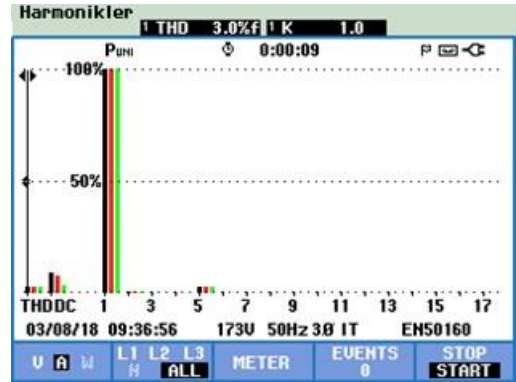 Harmonikler
1 THD 3.0%f 1 K 1.0
PUNI 0:00:09
100%
50%
THDDC 1 3 5 7 9 11 13 15 17
03/08/18 09:36:56 173V 50Hz 3Ø IT EN50160
V A W L1 L2 L3 N ALL METER EVENTS 0 STOP START